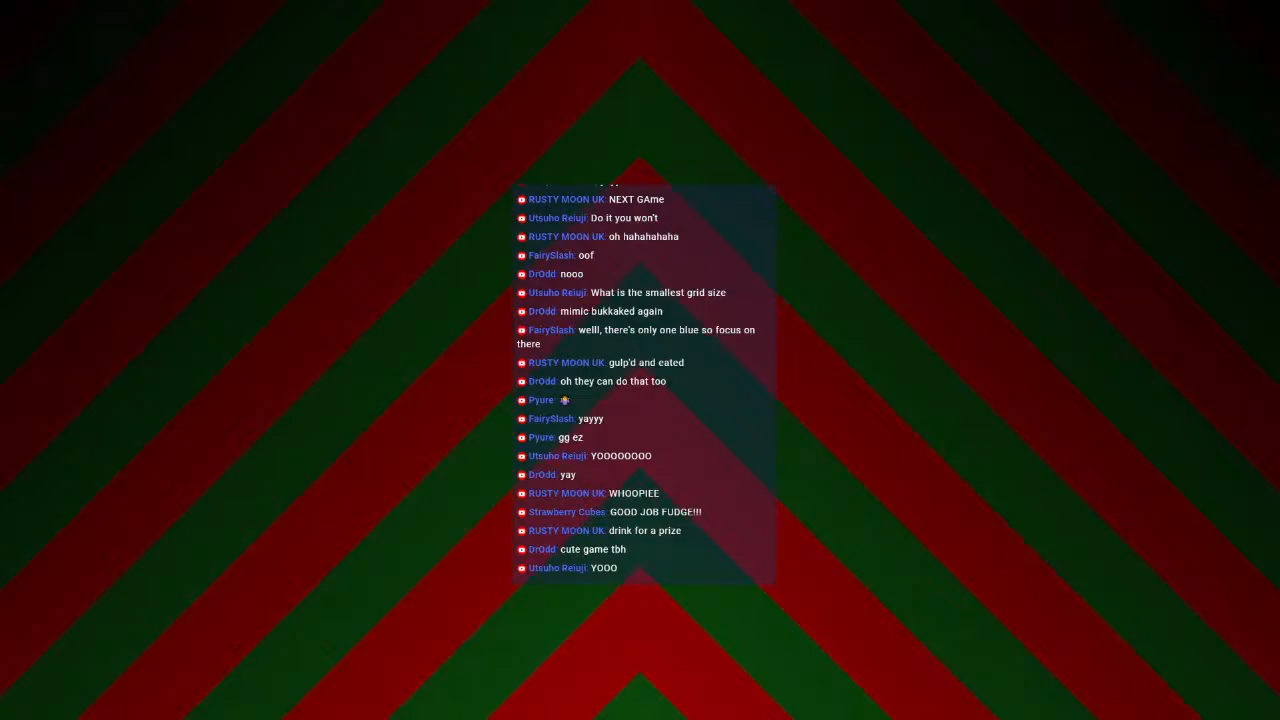 RUSTY MOON UK: NEXT GAme
Utsuho Reiuji: Do it you won't
RUSTY MOON UK: oh hahahahaha
FairySlash: oof
DrOdd: nooo
Utsuho Reiuji: What is the smallest grid size
DrOdd: mimic bukkaked again
FairySlash: welll, there's only one blue so focus on
there
RUSTY MOON UK: gulp'd and eated
DrOdd: oh they can do that too
Pyure: 🤷‍♀️
FairySlash: yayyy
Pyure: gg ez
Utsuho Reiuji: YOOOOOOOO
DrOdd: yay
RUSTY MOON UK: WHOOPIEE
Strawberry Cubes: GOOD JOB FUDGE!!!
RUSTY MOON UK: drink for a prize
DrOdd: cute game tbh
Utsuho Reiuji: YOOO